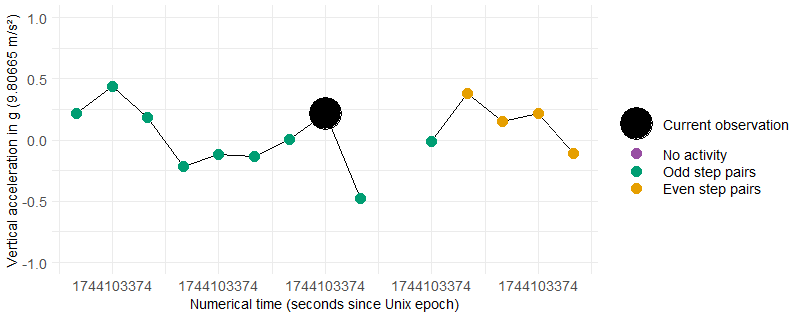 Vertical acceleration in g (9.80665 m/s²)
1.0
0.5
0.0
-0.5
-1.0
1744103374 1744103374 1744103374 1744103374 1744103374
Numerical time (seconds since Unix epoch)
Current observation
No activity
Odd step pairs
Even step pairs